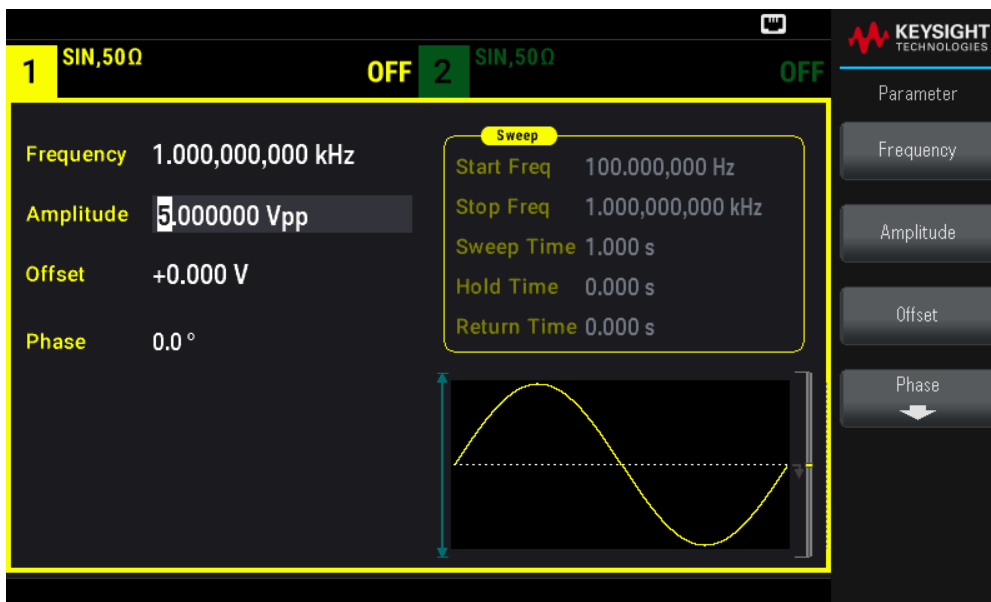 KEYSIGHT
TECHNOLOGIES
1 SIN,50Ω OFF
2 SIN,50Ω OFF
Parameter
Frequency 1.000,000,000 kHz
Amplitude 5.000000 Vpp
Offset +0.000 V
Phase 0.0 °
Sweep
Start Freq 100.000,000 Hz
Stop Freq 1.000,000,000 kHz
Sweep Time 1.000 s
Hold Time 0.000 s
Return Time 0.000 s
Frequency
Amplitude
Offset
Phase